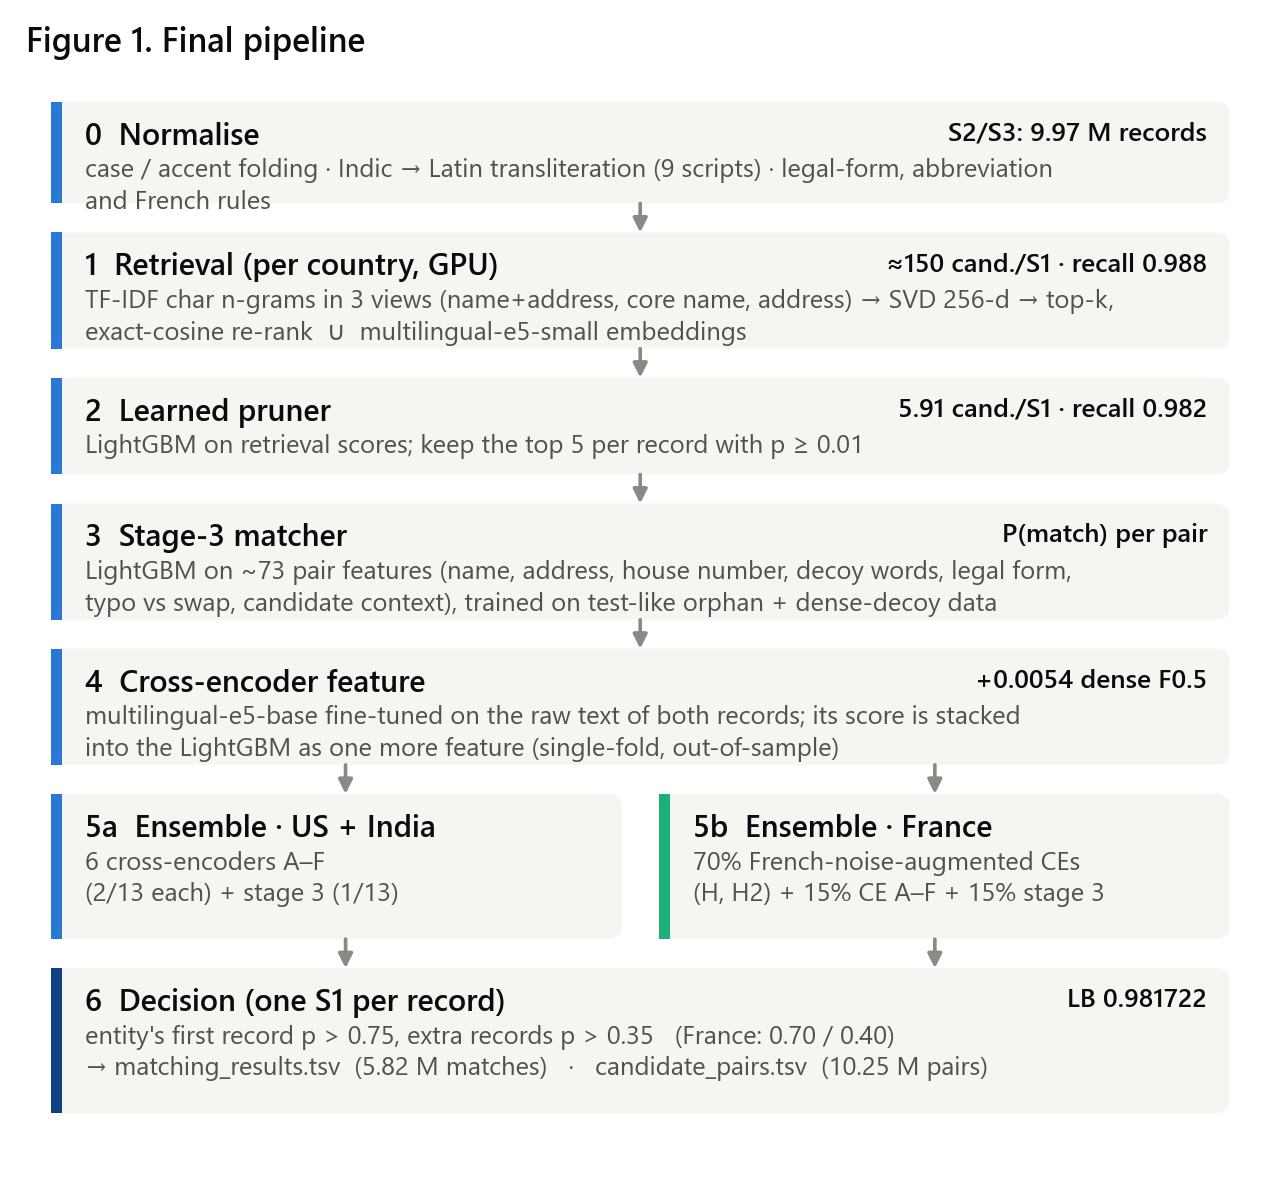 Figure 1. Final pipeline
0 Normalise
S2/S3: 9.97 M records
case / accent folding · Indic → Latin transliteration (9 scripts) · legal-form, abbreviation
and French rules
1 Retrieval (per country, GPU)
≈150 cand./S1 · recall 0.988
TF-IDF char n-grams in 3 views (name+address, core name, address) → SVD 256-d → top-k,
exact-cosine re-rank ∪ multilingual-e5-small embeddings
2 Learned pruner
5.91 cand./S1 · recall 0.982
LightGBM on retrieval scores; keep the top 5 per record with p ≥ 0.01
3 Stage-3 matcher
P(match) per pair
LightGBM on ~73 pair features (name, address, house number, decoy words, legal form,
typo vs swap, candidate context), trained on test-like orphan + dense-decoy data
4 Cross-encoder feature
+0.0054 dense F0.5
multilingual-e5-base fine-tuned on the raw text of both records; its score is stacked
into the LightGBM as one more feature (single-fold, out-of-sample)
5a Ensemble · US + India
6 cross-encoders A–F
(2/13 each) + stage 3 (1/13)
5b Ensemble · France
70% French-noise-augmented CEs
(H, H2) + 15% CE A–F + 15% stage 3
6 Decision (one S1 per record)
LB 0.981722
entity's first record p > 0.75, extra records p > 0.35 (France: 0.70 / 0.40)
→ matching_results.tsv (5.82 M matches) · candidate_pairs.tsv (10.25 M pairs)